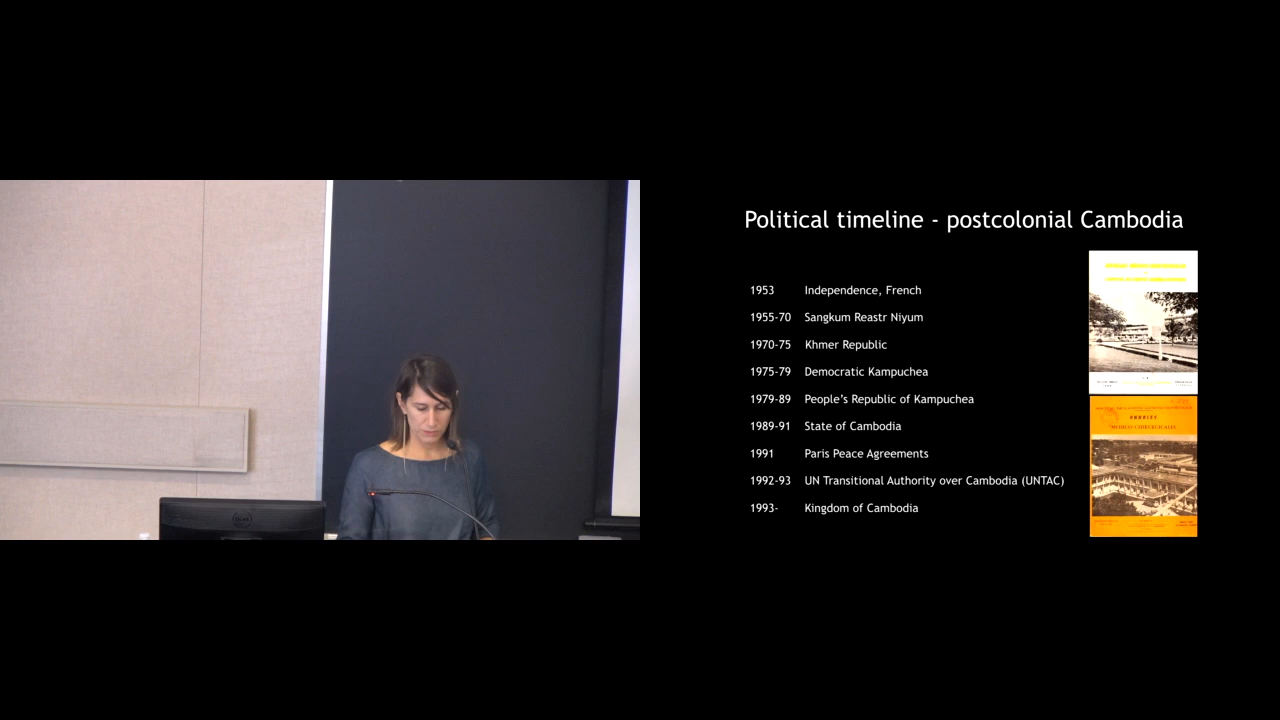 Political timeline - postcolonial Cambodia
1953 Independence, French
1955-70 Sangkum Reastr Niyum
1970-75 Khmer Republic
1975-79 Democratic Kampuchea
1979-89 People's Republic of Kampuchea
1989-91 State of Cambodia
1991 Paris Peace Agreements
1992-93 UN Transitional Authority over Cambodia (UNTAC)
1993- Kingdom of Cambodia